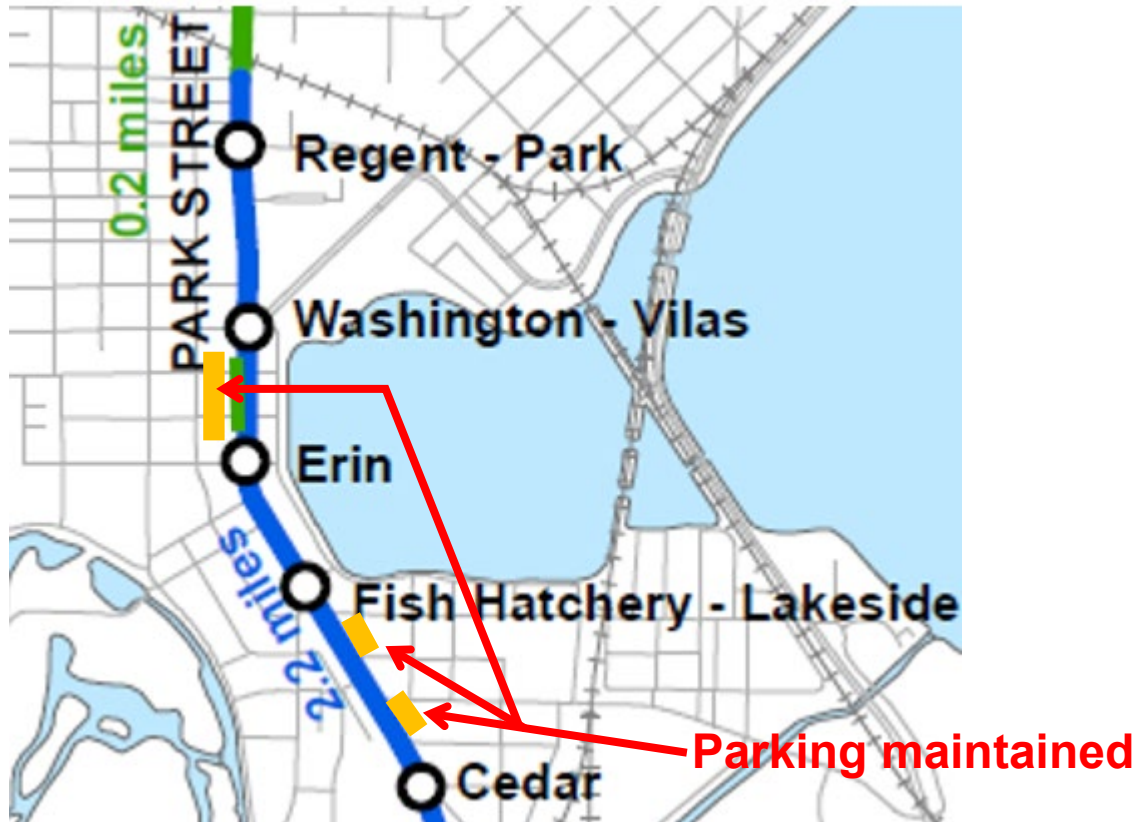 0.2 miles
PARK STREET
Regent - Park
Washington - Vilas
Erin
2.2 miles
Fish Hatchery - Lakeside
Parking maintained
Cedar